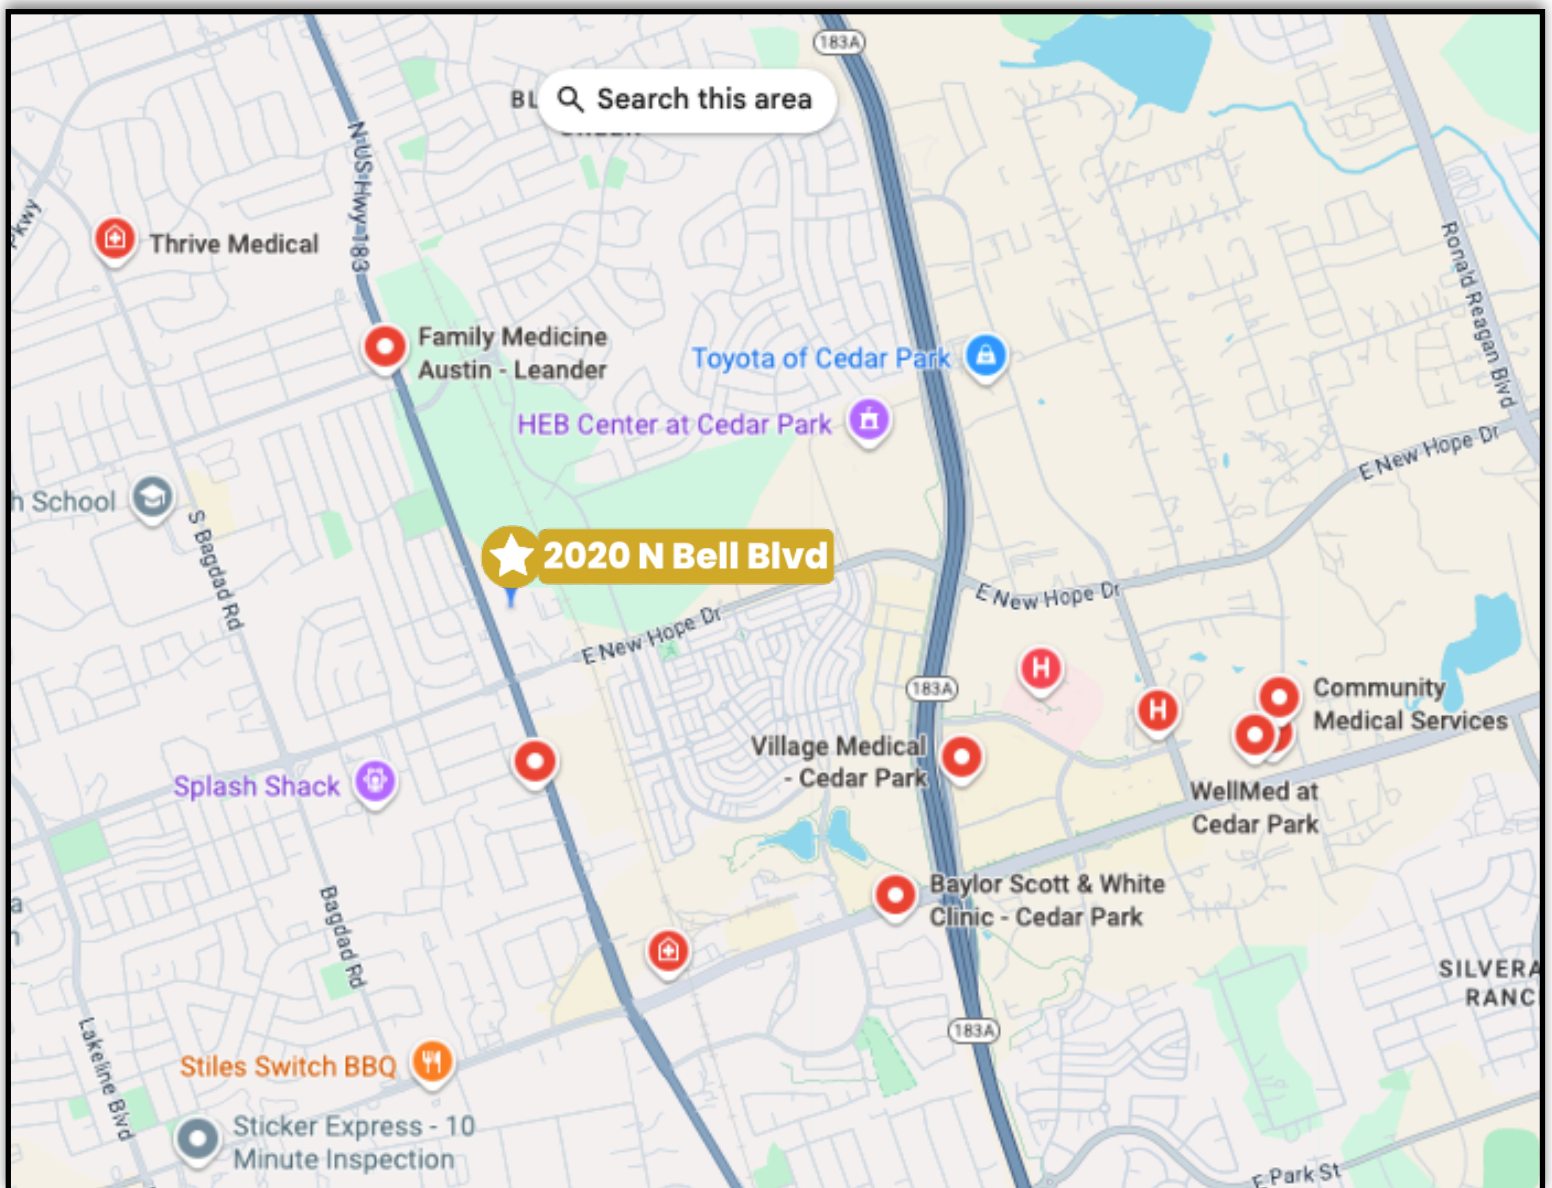 183A
BL
Search this area
N US Hwy 183
Pkwy
Thrive Medical
Ronald Reagan Blvd
Family Medicine
Austin - Leander
Toyota of Cedar Park
HEB Center at Cedar Park
E New Hope Dr
h School
S Bagdad Rd
2020 N Bell Blvd
E New Hope Dr
E New Hope Dr
H
183A
H
Community
Medical Services
Village Medical
- Cedar Park
Splash Shack
WellMed at
Cedar Park
Baylor Scott & White
Clinic - Cedar Park
a
n
Bagdad Rd
SILVERA
RANC
Lakeline Blvd
183A
Stiles Switch BBQ
Sticker Express - 10
Minute Inspection
E Park St